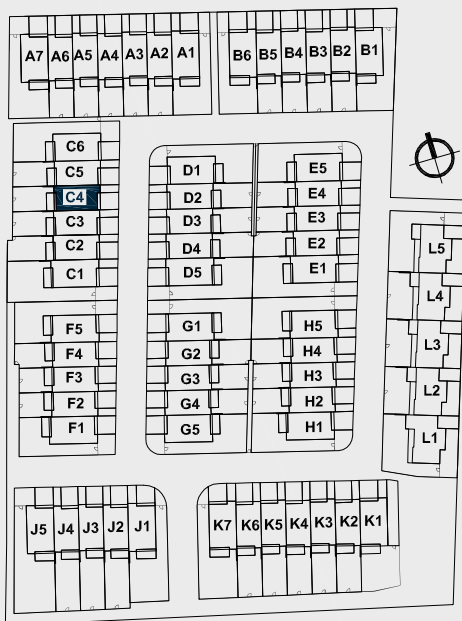 A7 A6 A5 A4 A3 A2 A1
B6 B5 B4 B3 B2 B1
C6
C5
C4
C3
C2
C1
D1
D2
D3
D4
D5
E5
E4
E3
E2
E1
F5
F4
F3
F2
F1
G1
G2
G3
G4
G5
H5
H4
H3
H2
H1
L5
L4
L3
L2
L1
J5 J4 J3 J2 J1
K7 K6 K5 K4 K3 K2 K1